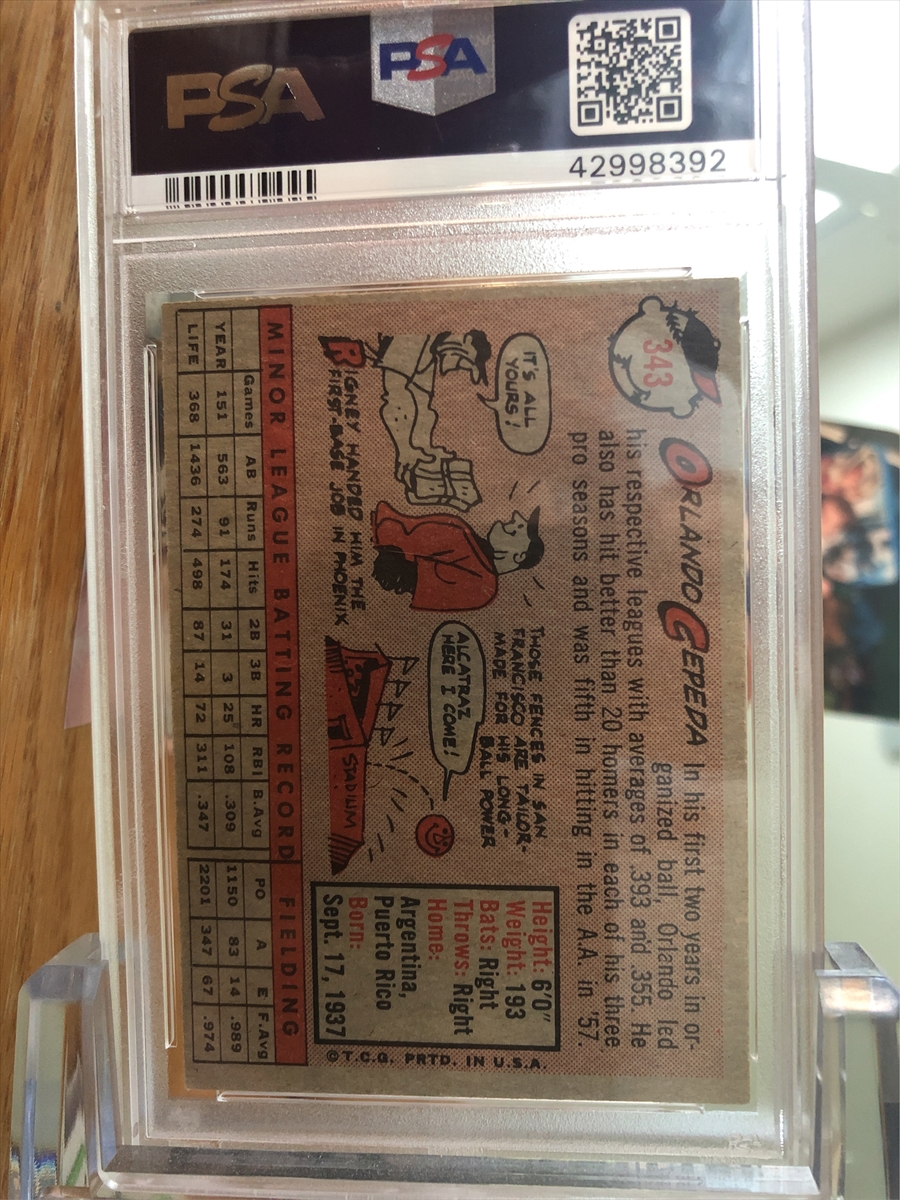 PSA
PSA
42998392
343
ORLANDO CEPEDA In his first two years in or-
ganized ball, Orlando led
his respective leagues with averages of .393 and .355. He
also has hit better than 20 homers in each of his three
pro seasons and was fifth in hitting in the A.A. in '57.
IT'S ALL
YOURS!
RIGNEY HANDED HIM THE
FIRST-BASE JOB IN PHOENIX
THOSE FENCES IN SAN
FRANCISCO ARE TAILOR-
MADE FOR HIS LONG-
BALL POWER
ALCATRAZ
HERE I COME!
STADIUM
Height: 6'0"
Weight: 193
Bats: Right
Throws: Right
Home:
Argentina,
Puerto Rico
Born:
Sept. 17, 1937
MINOR LEAGUE BATTING RECORD FIELDING
Games AB Runs Hits 2B 3B HR RBI B.Avg PO A E F.Avg
YEAR 151 563 91 174 31 3 25 108 .309 1150 83 14 .989
LIFE 368 1436 274 498 87 14 72 311 .347 2201 347 67 .974
©T.C.G. PRTD. IN U.S.A.